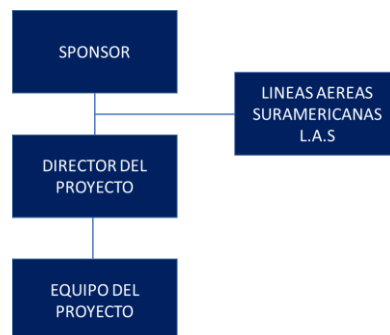 SPONSOR
LINEAS AEREAS
SURAMERICANAS
L.A.S
DIRECTOR DEL
PROYECTO
EQUIPO DEL
PROYECTO